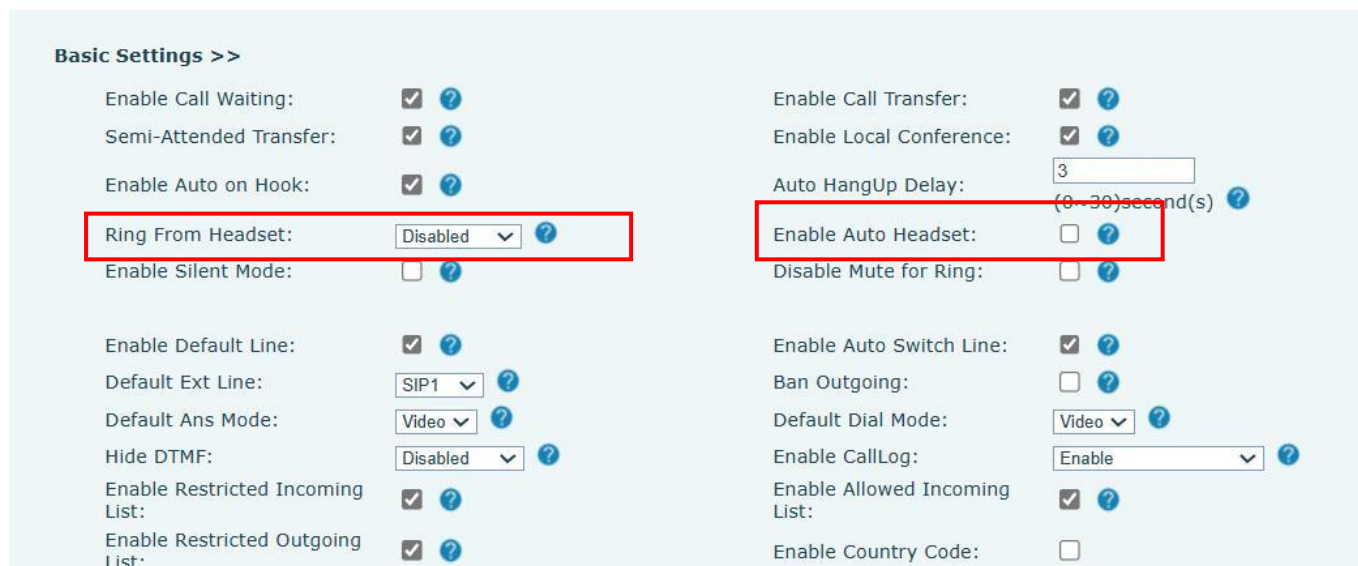 Basic Settings >>
Enable Call Waiting: ? Enable Call Transfer: ?
Semi-Attended Transfer: ? Enable Local Conference: ?
Enable Auto on Hook: ? Auto HangUp Delay: 3
(0~30)second(s) ?
Ring From Headset: Disabled ? Enable Auto Headset: ?
Enable Silent Mode: ? Disable Mute for Ring: ?
Enable Default Line: ? Enable Auto Switch Line: ?
Default Ext Line: SIP1 ? Ban Outgoing: ?
Default Ans Mode: Video ? Default Dial Mode: Video ?
Hide DTMF: Disabled ? Enable CallLog: Enable ?
Enable Restricted Incoming
List: ? Enable Allowed Incoming
List: ?
Enable Restricted Outgoing
List: ? Enable Country Code: